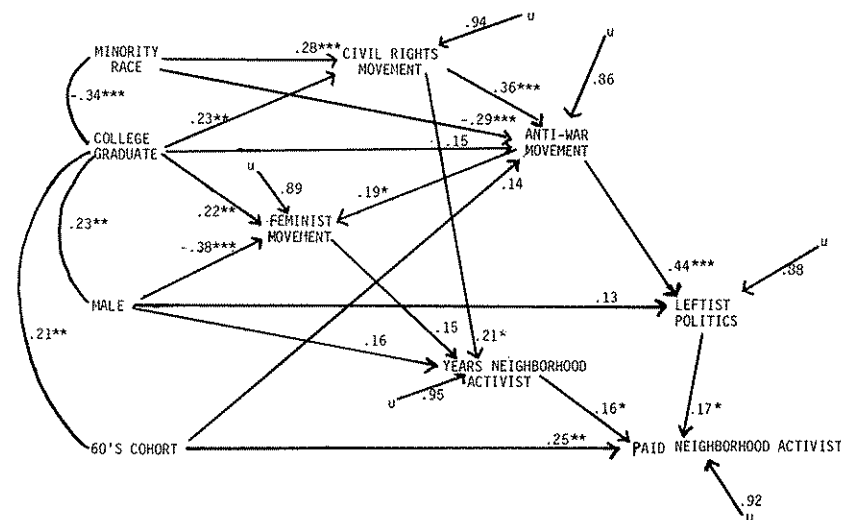 .94
u
MINORITY
RACE
.28***
CIVIL RIGHTS
MOVEMENT
u
.86
.36***
-.34***
.23**
-.29***
COLLEGE
GRADUATE
.15
ANTI-WAR
MOVEMENT
u
.89
.19*
.14
.22**
FEMINIST
MOVEMENT
.23**
-.38***
u
.88
.44***
MALE
.13
LEFTIST
POLITICS
.21**
.16
.15
.21*
YEARS NEIGHBORHOOD
ACTIVIST
u
.95
.16*
.17*
60'S COHORT
.25**
PAID NEIGHBORHOOD ACTIVIST
.92
u